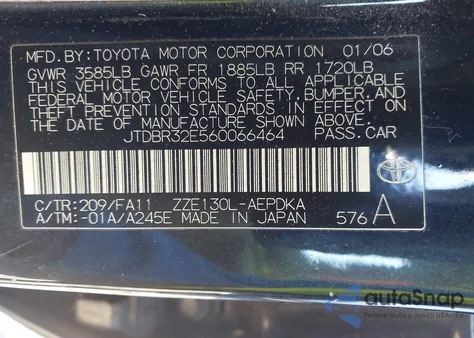 MFD. BY: TOYOTA MOTOR CORPORATION 01/06
GVWR 3585LB GAWR FR 1885LB RR 1720LB
THIS VEHICLE CONFORMS TO ALL APPLICABLE
FEDERAL MOTOR VEHICLE SAFETY, BUMPER, AND
THEFT PREVENTION STANDARDS IN EFFECT ON
THE DATE OF MANUFACTURE SHOWN ABOVE.
JTDBR32E560066464 PASS. CAR
C/TR: 209/FA11 ZZE130L-AEPDKA
A/TM: -01A/A245E MADE IN JAPAN 576 A
TOYOTA
autoSnap